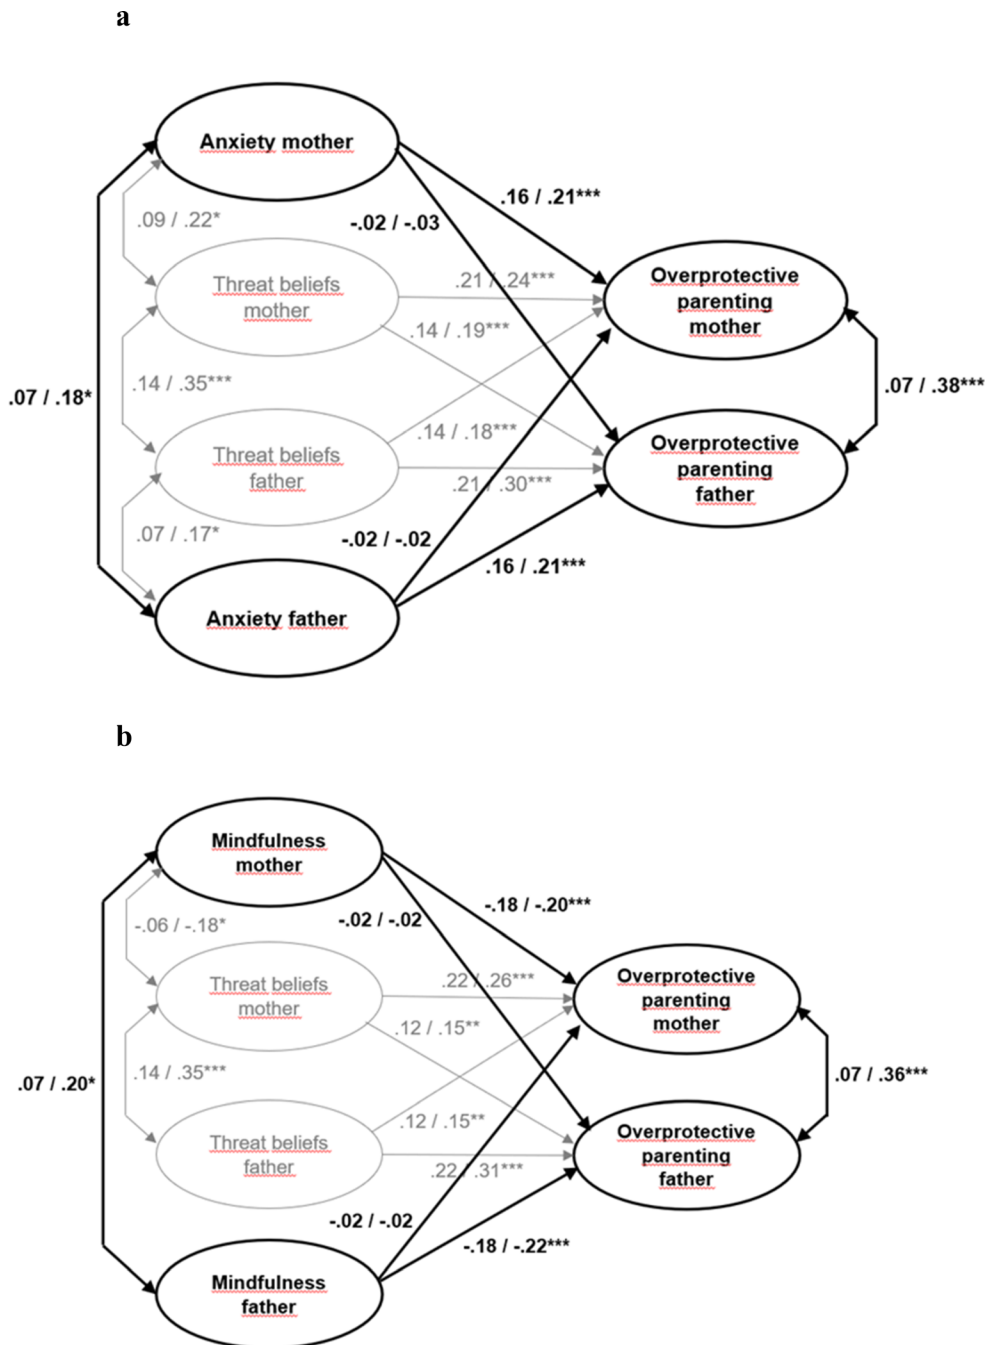 a
Anxiety mother
.16 / .21***
.09 / .22*
-.02 / -.03
Threat beliefs
mother
.21 / .24***
Overprotective
parenting
mother
.14 / .19***
.14 / .35***
.07 / .18*
.07 / .38***
.14 / .18***
Threat beliefs
father
Overprotective
parenting
father
.21 / .30***
.07 / .17*
-.02 / -.02
.16 / .21***
Anxiety father
b
Mindfulness
mother
-.18 / -.20***
-.06 / -.18*
-.02 / -.02
Threat beliefs
mother
.22 / .26***
Overprotective
parenting
mother
.12 / .15**
.14 / .35***
.07 / .20*
.07 / .36***
.12 / .15**
Threat beliefs
father
Overprotective
parenting
father
.22 / .31***
-.02 / -.02
-.18 / -.22***
Mindfulness
father